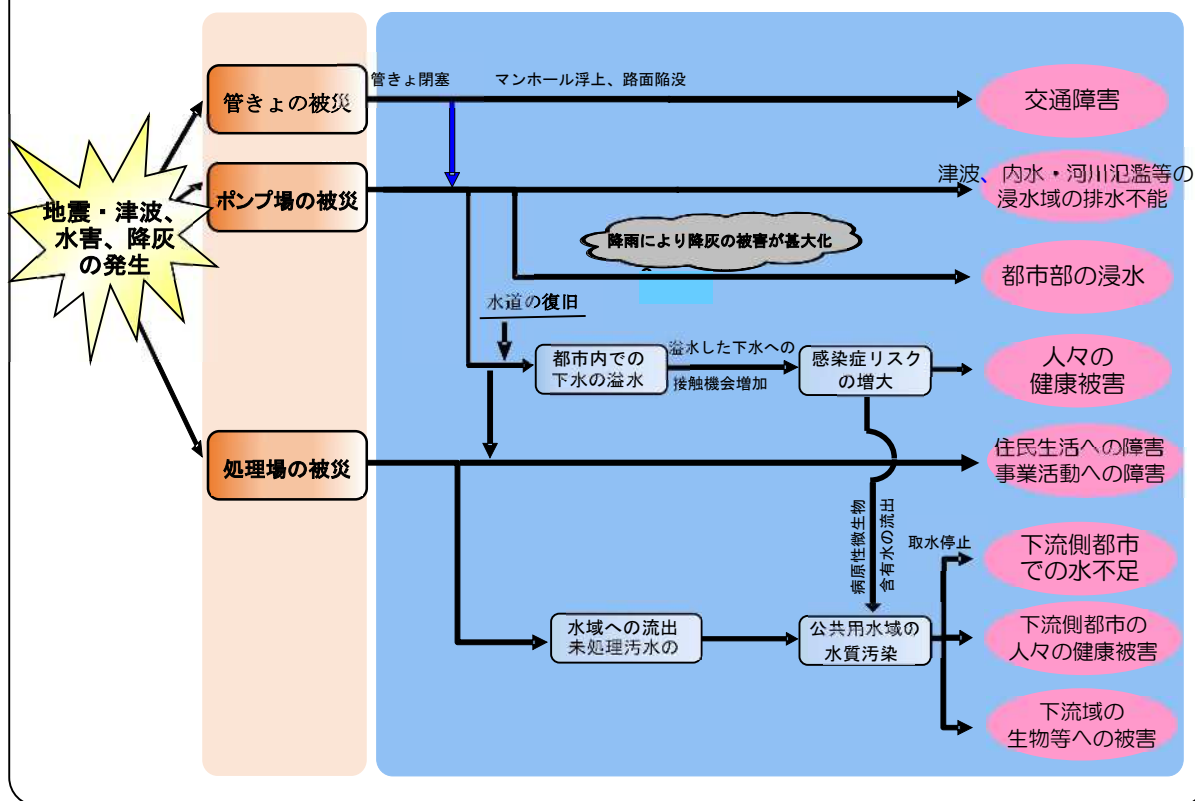 管きょ閉塞
マンホール浮上、路面陥没
管きょの被災
交通障害
ポンプ場の被災
津波、内水・河川氾濫等の
浸水域の排水不能
地震・津波、
水害、降灰
の発生
降雨により降灰の被害が甚大化
都市部の浸水
水道の復旧
都市内での
下水の溢水
溢水した下水への
接触機会増加
感染症リスク
の増大
人々の
健康被害
処理場の被災
住民生活への障害
事業活動への障害
病原性微生物
含有水の流出
取水停止
下流側都市
での水不足
水域への流出
未処理汚水の
公共用水域の
水質汚染
下流側都市の
人々の健康被害
下流域の
生物等への被害